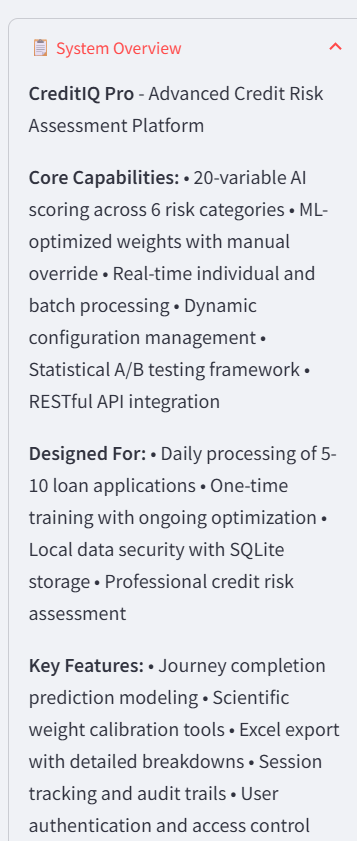 System Overview
CreditIQ Pro - Advanced Credit Risk
Assessment Platform
Core Capabilities: • 20-variable AI
scoring across 6 risk categories • ML-
optimized weights with manual
override • Real-time individual and
batch processing • Dynamic
configuration management •
Statistical A/B testing framework •
RESTful API integration
Designed For: • Daily processing of 5-
10 loan applications • One-time
training with ongoing optimization •
Local data security with SQLite
storage • Professional credit risk
assessment
Key Features: • Journey completion
prediction modeling • Scientific
weight calibration tools • Excel export
with detailed breakdowns • Session
tracking and audit trails • User
authentication and access control